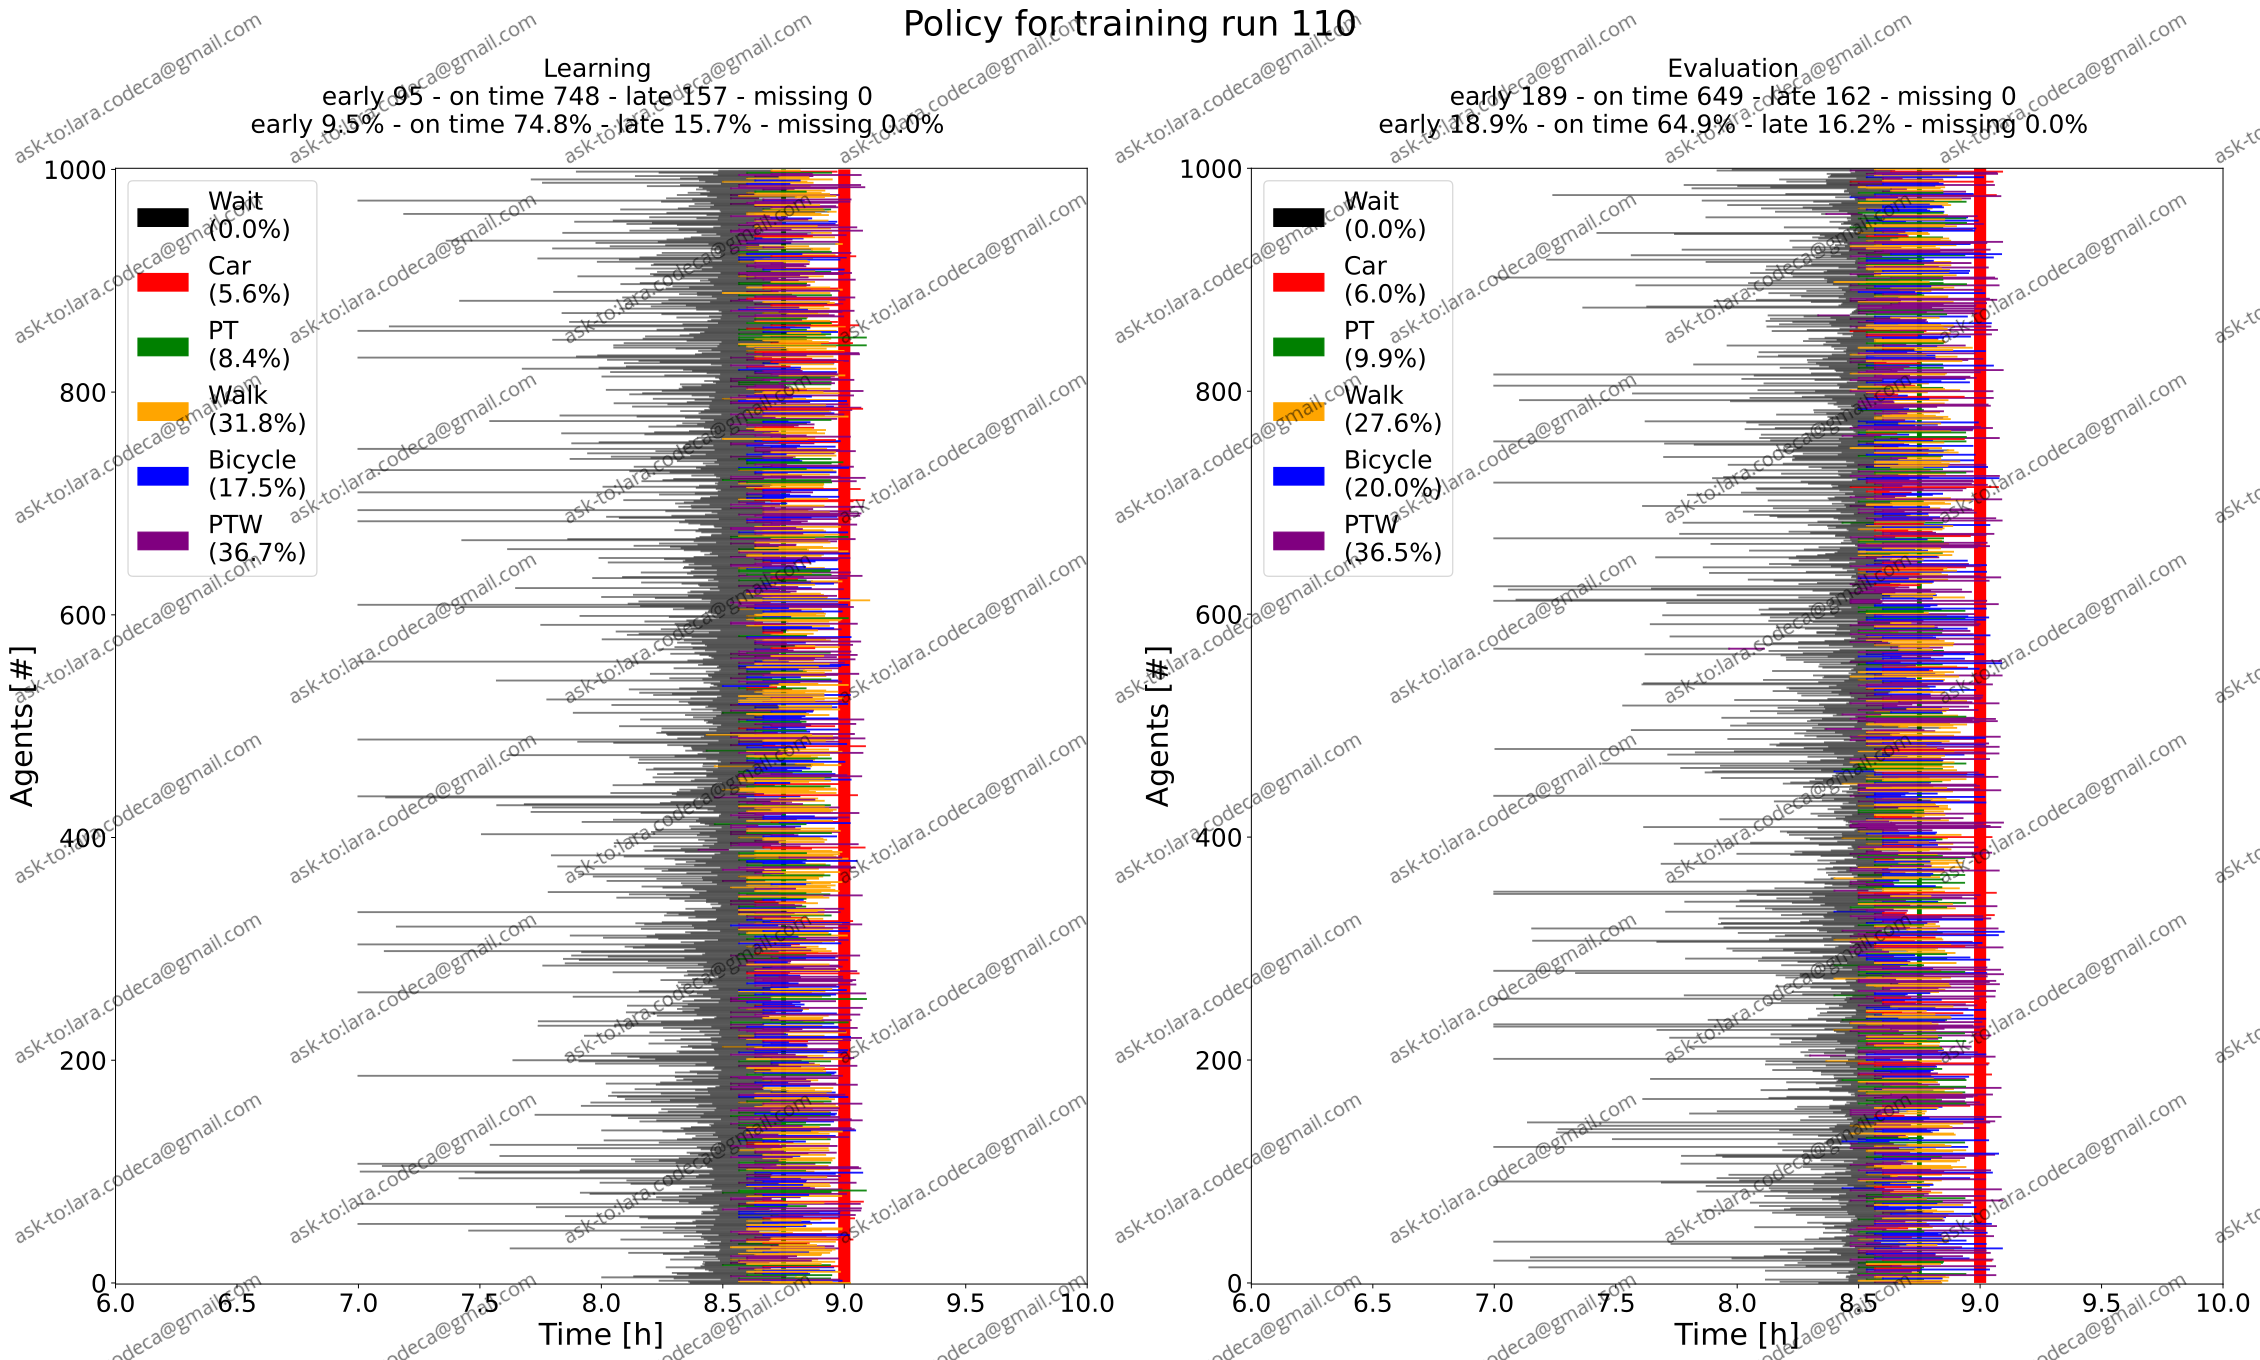 Policy for training run 110
Learning
early 95 - on time 748 - late 157 - missing 0
early 9.5% - on time 74.8% - late 15.7% - missing 0.0%
1000
800
600
400
200
0
Agents [#]
Wait
(0.0%)
Car
(5.6%)
PT
(8.4%)
Walk
(31.8%)
Bicycle
(17.5%)
PTW
(36.7%)
6.0 6.5 7.0 7.5 8.0 8.5 9.0 9.5 10.0
Time [h]
Evaluation
early 189 - on time 649 - late 162 - missing 0
early 18.9% - on time 64.9% - late 16.2% - missing 0.0%
1000
800
600
400
200
0
Agents [#]
Wait
(0.0%)
Car
(6.0%)
PT
(9.9%)
Walk
(27.6%)
Bicycle
(20.0%)
PTW
(36.5%)
6.0 6.5 7.0 7.5 8.0 8.5 9.0 9.5 10.0
Time [h]
ask-to:lara.codeca@gmail.com